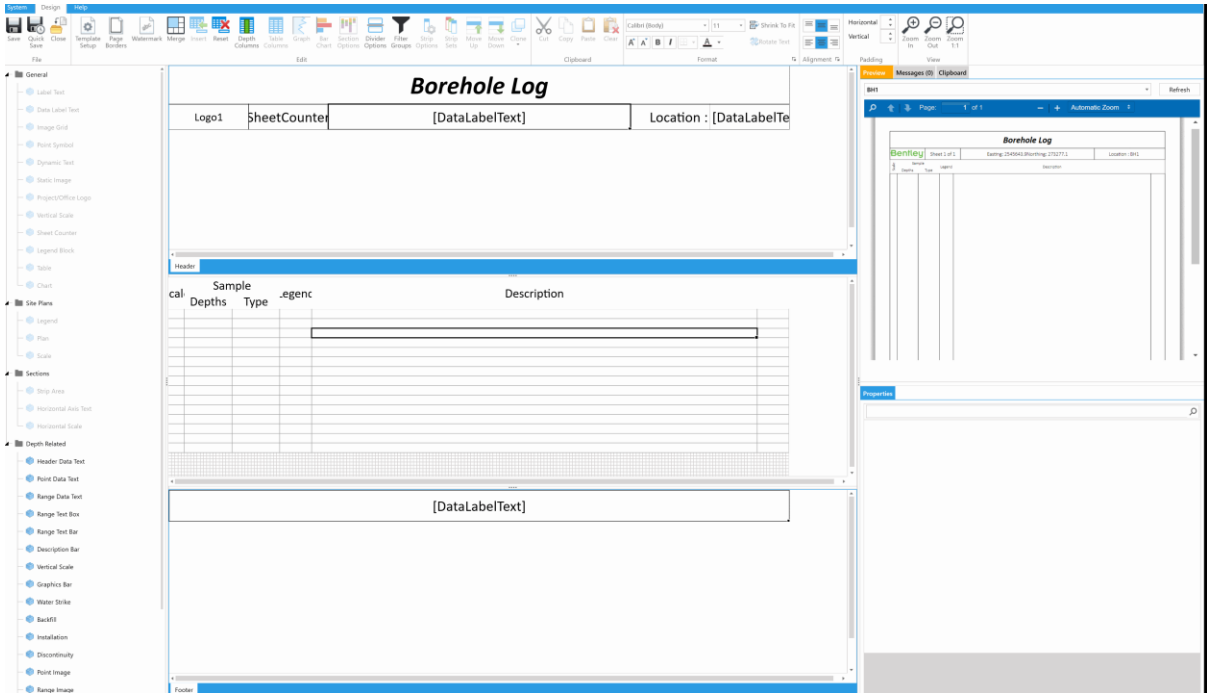 System Design Help
Save
Quick Save
Close
Template Setup
Page Borders
Watermark
Merge
Insert
Reset
Depth Columns
Table Columns
Graph
Bar Chart
Section Options
Divider Options
Filter Groups
Strip Options
Strip Sets
Move Up
Move Down
Clone
Cut
Copy
Paste
Clear
Calibri (Body) 11
Shrink To Fit
K A B I A
Rotate Text
Horizontal
Vertical
Zoom In
Zoom Out
Zoom 1:1
File Edit Clipboard Format Alignment Padding View
General
Label Text
Data Label Text
Image Grid
Point Symbol
Dynamic Text
Static Image
Project/Office Logo
Vertical Scale
Sheet Counter
Legend Block
Table
Chart
Site Plans
Legend
Plan
Scale
Sections
Strip Area
Horizontal Axis Text
Horizontal Scale
Depth Related
Header Data Text
Point Data Text
Range Data Text
Range Text Box
Range Text Bar
Description Bar
Vertical Scale
Graphics Bar
Water Strike
Backfill
Installation
Discontinuity
Point Image
Range Image
Borehole Log
Logo1 SheetCounter [DataLabelText] Location : [DataLabelTe
Header
cal Sample Depths Type .egenc Description
[DataLabelText]
Footer
Preview Messages (0) Clipboard
BH1 Refresh
Page: 1 of 1 Automatic Zoom
Borehole Log
Bentley Sheet 1 of 1 Location : BH1
Sample
Depths Type Legend Description
Properties